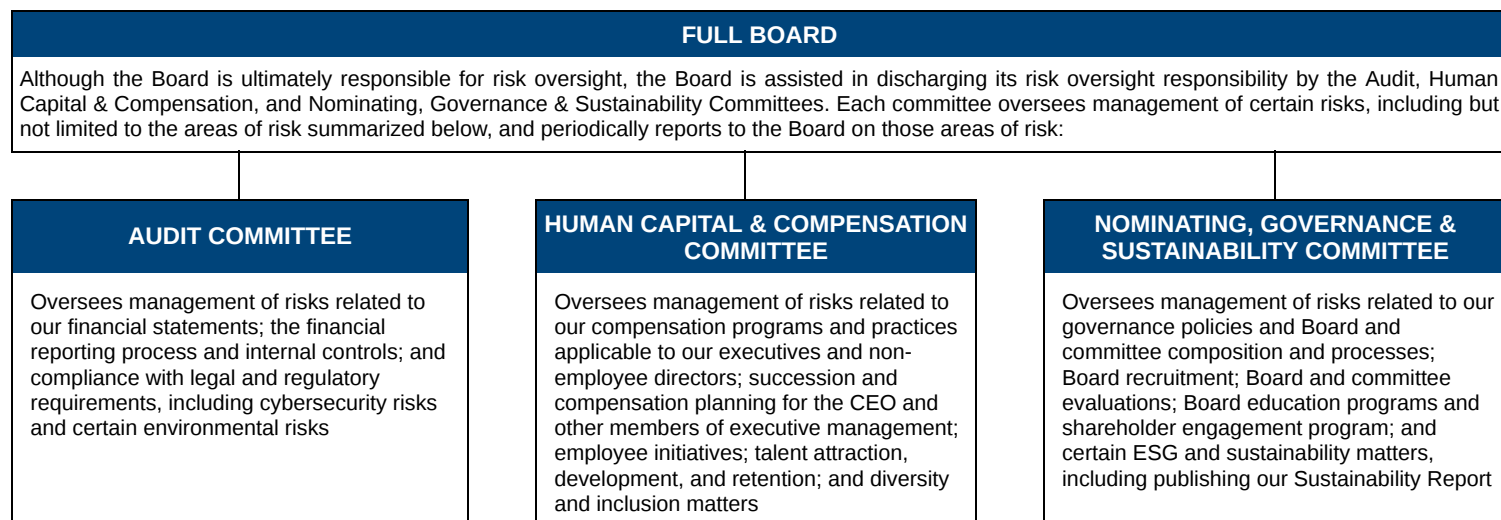 FULL BOARD
Although the Board is ultimately responsible for risk oversight, the Board is assisted in discharging its risk oversight responsibility by the Audit, Human
Capital & Compensation, and Nominating, Governance & Sustainability Committees. Each committee oversees management of certain risks, including but
not limited to the areas of risk summarized below, and periodically reports to the Board on those areas of risk:
AUDIT COMMITTEE
Oversees management of risks related to
our financial statements; the financial
reporting process and internal controls; and
compliance with legal and regulatory
requirements, including cybersecurity risks
and certain environmental risks
HUMAN CAPITAL & COMPENSATION
COMMITTEE
Oversees management of risks related to
our compensation programs and practices
applicable to our executives and non-
employee directors; succession and
compensation planning for the CEO and
other members of executive management;
employee initiatives; talent attraction,
development, and retention; and diversity
and inclusion matters
NOMINATING, GOVERNANCE &
SUSTAINABILITY COMMITTEE
Oversees management of risks related to our
governance policies and Board and
committee composition and processes;
Board recruitment; Board and committee
evaluations; Board education programs and
shareholder engagement program; and
certain ESG and sustainability matters,
including publishing our Sustainability Report